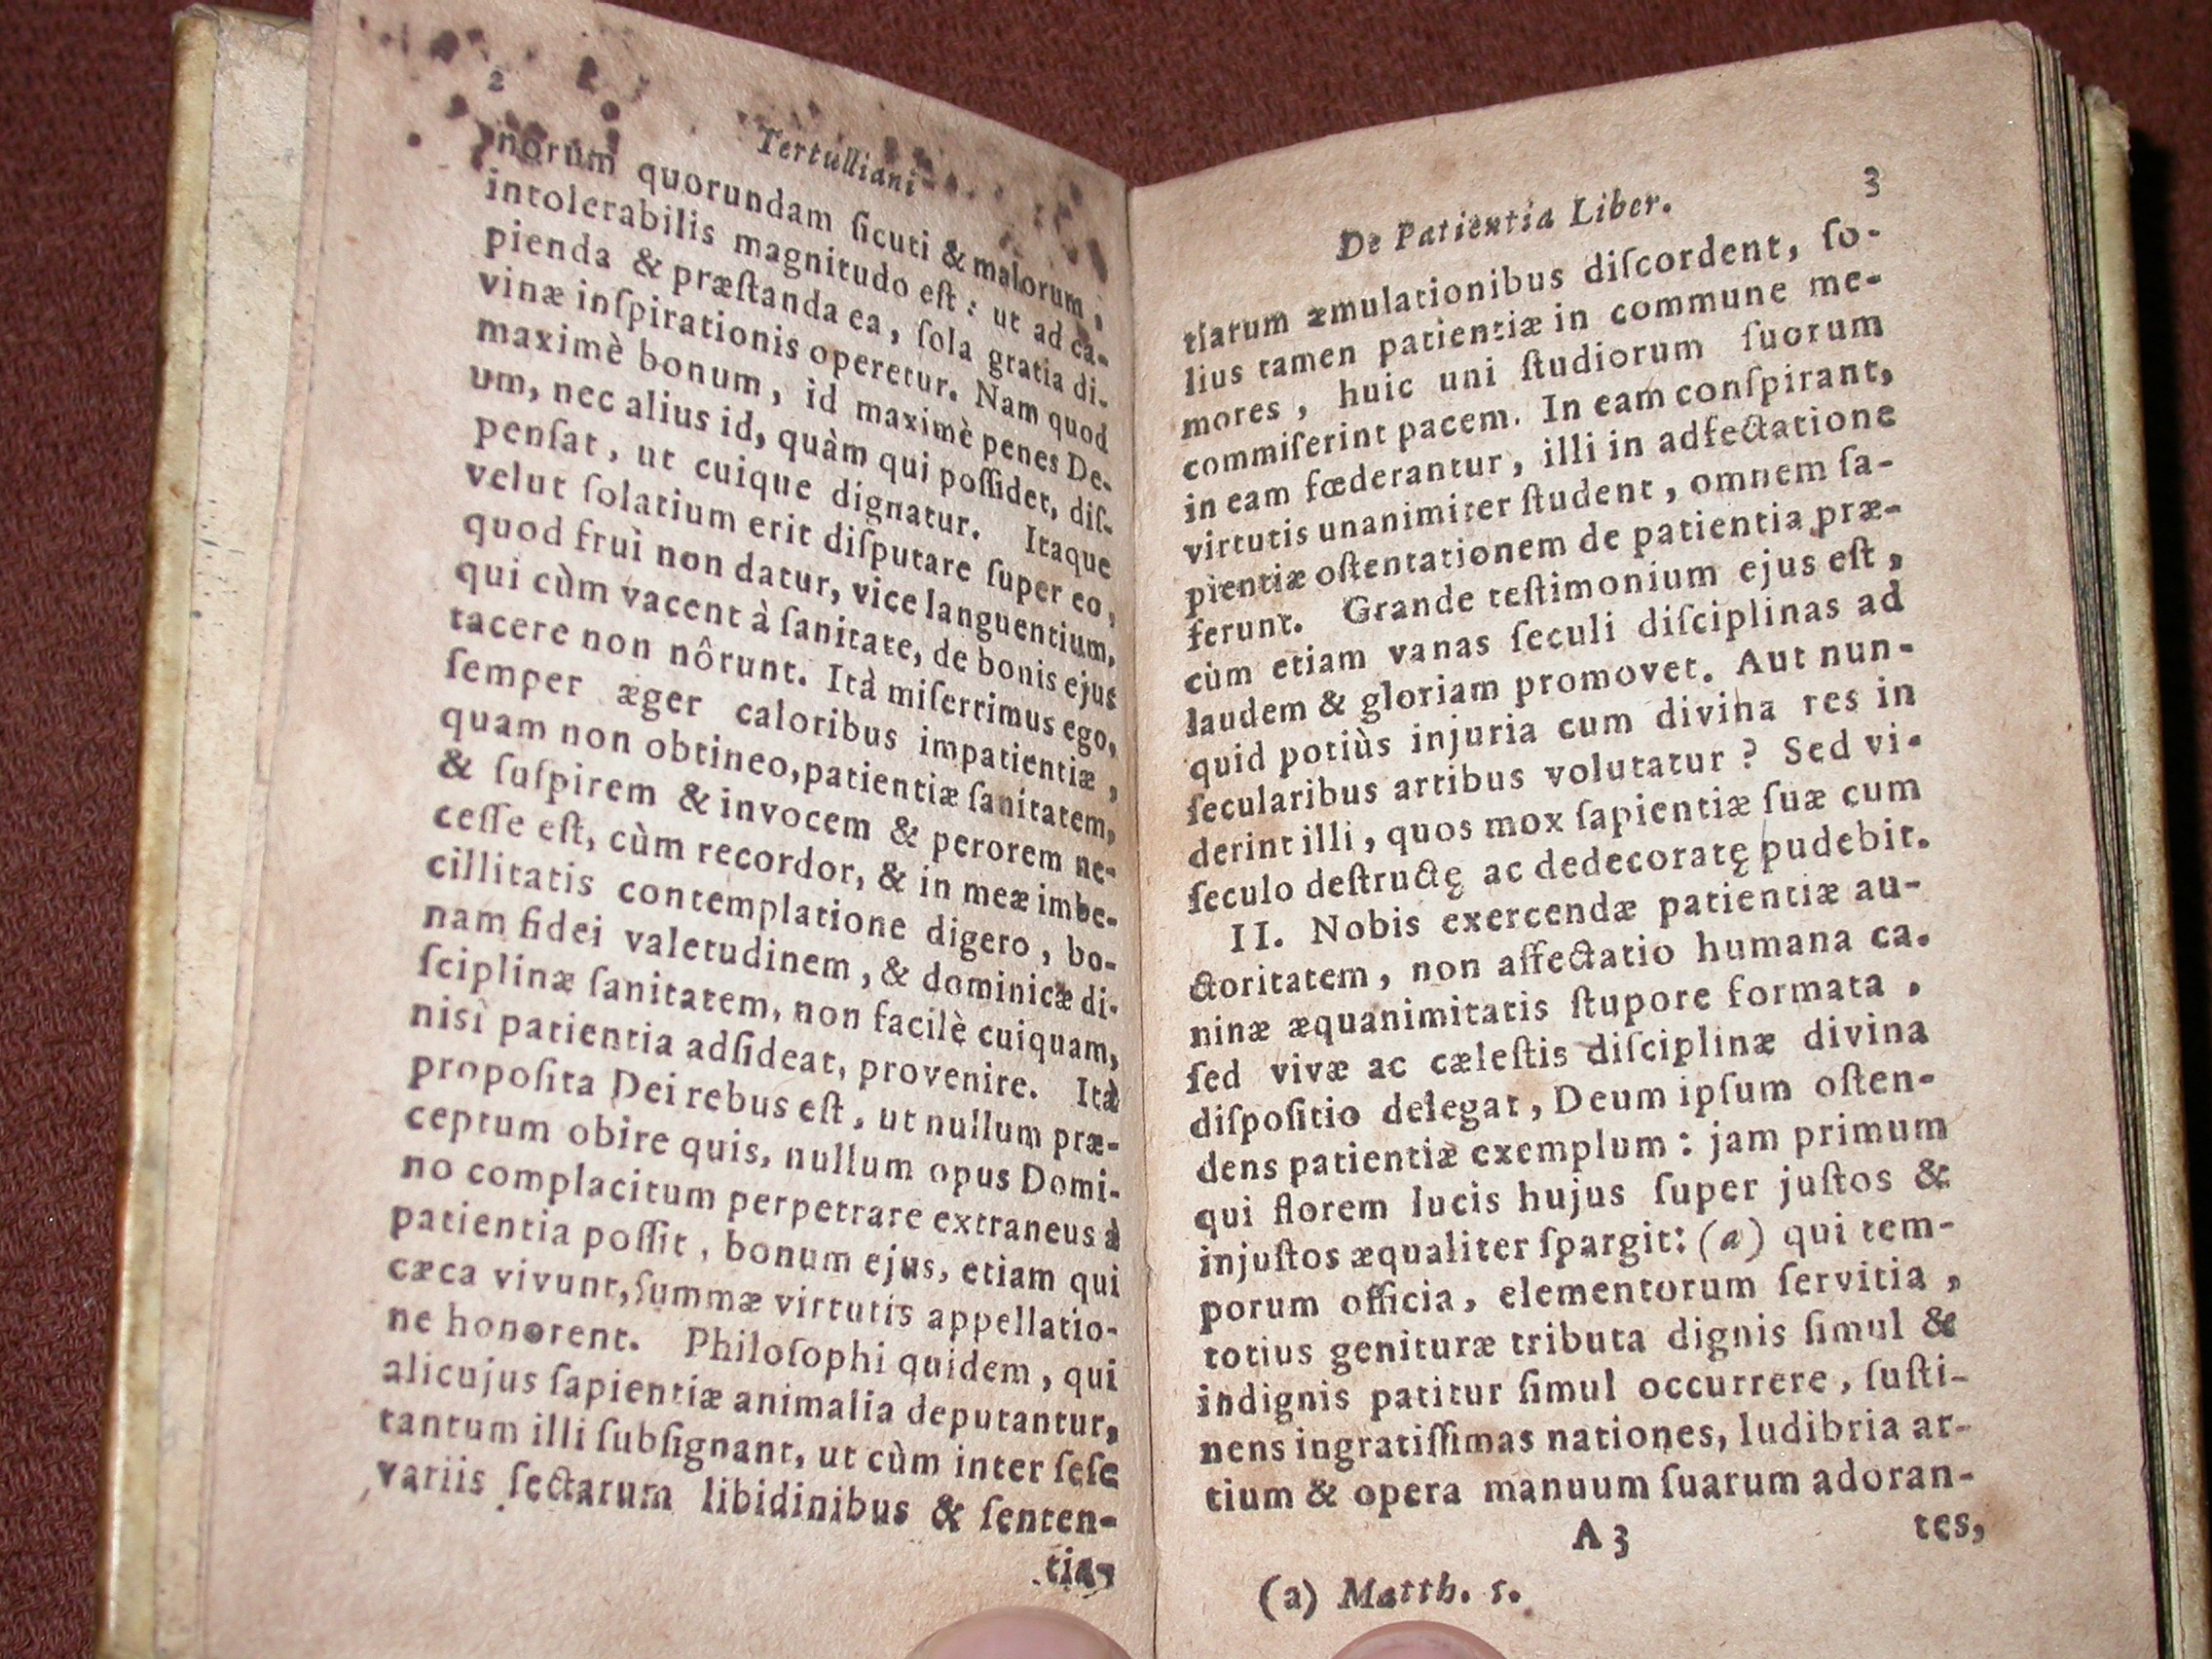 2
Tertulliani
norum quorundam ſicuti & malorum,
intolerabilis magnitudo eſt: ut ad ca-
pienda & præſtanda ea, ſola gratia di-
vinæ inſpirationis operetur. Nam quod
maximè bonum, id maximè penes De-
um, nec alius id, quàm qui poſſidet, diſ-
penſat, ut cuique dignatur. Itaque
velut ſolatium erit diſputare ſuper eo,
quod frui non datur, vice languentium,
qui cùm vacent à ſanitate, de bonis ejus
tacere non nôrunt. Ità miſerrimus ego,
ſemper æger caloribus impatientiæ,
quam non obtineo, patientiæ ſanitatem,
& ſuſpirem & invocem & perorem ne-
ceſſe eſt, cùm recordor, & in meæ imbe-
cillitatis contemplatione digero, bo-
nam fidei valetudinem, & dominicæ di-
ſciplinæ ſanitatem, non facilè cuiquam,
nisì patientia adſideat, provenire. Ità
propoſita Dei rebus eſt, ut nullum præ-
ceptum obire quis, nullum opus Domi-
no complacitum perpetrare extraneus à
patientia poſſit, bonum ejus, etiam qui
cæca vivunt, ſummæ virtutis appellatio-
ne honorent. Philoſophi quidem, qui
alicujus ſapientiæ animalia deputantur,
tantum illi ſubſignant, ut cùm inter ſeſe
variis ſectarum libidinibus & ſenten-
tia-
De Patientia Liber.
3
tiarum æmulationibus diſcordent, ſo-
lius tamen patientiæ in commune me-
mores, huic uni ſtudiorum ſuorum
commiſerint pacem. In eam conſpirant,
in eam fœderantur, illi in adfectatione
virtutis unanimiter ſtudent, omnem ſa-
pientiæ oſtentationem de patientia præ-
ferunt. Grande teſtimonium ejus eſt,
cùm etiam vanas ſeculi diſciplinas ad
laudem & gloriam promovet. Aut nun-
quid potiùs injuria cum divina res in
ſecularibus artibus volutatur? Sed vi-
derint illi, quos mox ſapientiæ ſuæ cum
ſeculo deſtructę ac dedecoratę pudebit.
II. Nobis exercendæ patientiæ au-
ctoritatem, non affectatio humana ca-
ninæ æquanimitatis ſtupore formata,
ſed vivæ ac cæleſtis diſciplinæ divina
diſpoſitio delegat, Deum ipſum oſten-
dens patientiæ exemplum: jam primum
qui florem lucis hujus ſuper juſtos &
injuſtos æqualiter ſpargit: (a) qui tem-
porum officia, elementorum ſervitia,
totius genituræ tributa dignis ſimul &
indignis patitur ſimul occurrere, ſuſti-
nens ingratiſſimas nationes, ludibria ar-
tium & opera manuum ſuarum adoran-
A 3
tes,
(a) Matth. 5.